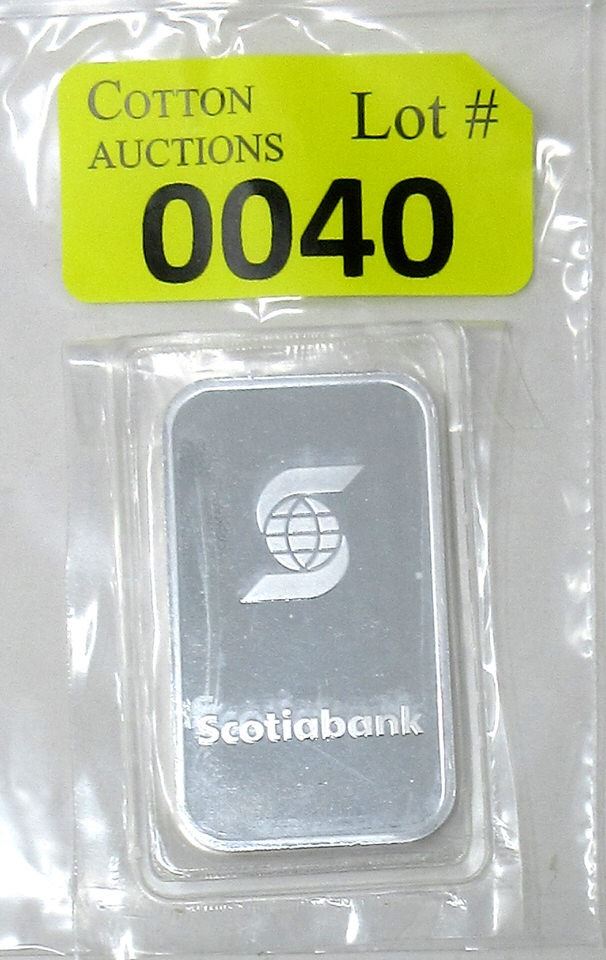 COTTON
AUCTIONS
Lot #
0040
Scotiabank